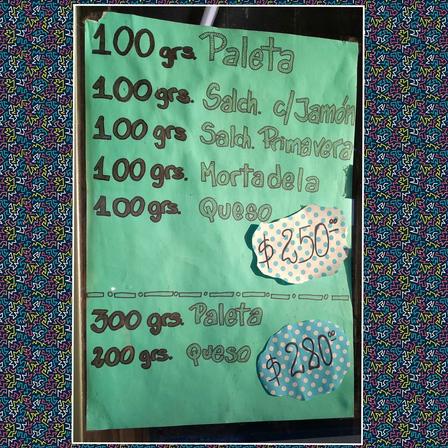 100 grs. Paleta
100 grs. Salch. c/Jamón
100 grs Salch. Primavera
100 grs. Mortadela
100 grs. Queso
$250=
300 grs. Paleta
200 grs. Queso
$280=